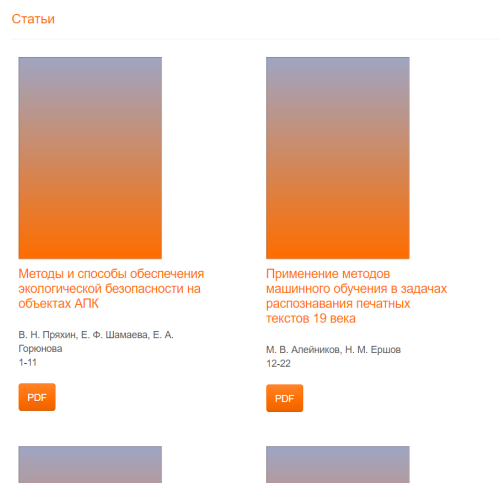 Статьи
Методы и способы обеспечения
экологической безопасности на
объектах АПК
В. Н. Пряхин, Е. Ф. Шамаева, Е. А.
Горюнова
1-11
PDF
Применение методов
машинного обучения в задачах
распознавания печатных
текстов 19 века
М. В. Алейников, Н. М. Ершов
12-22
PDF